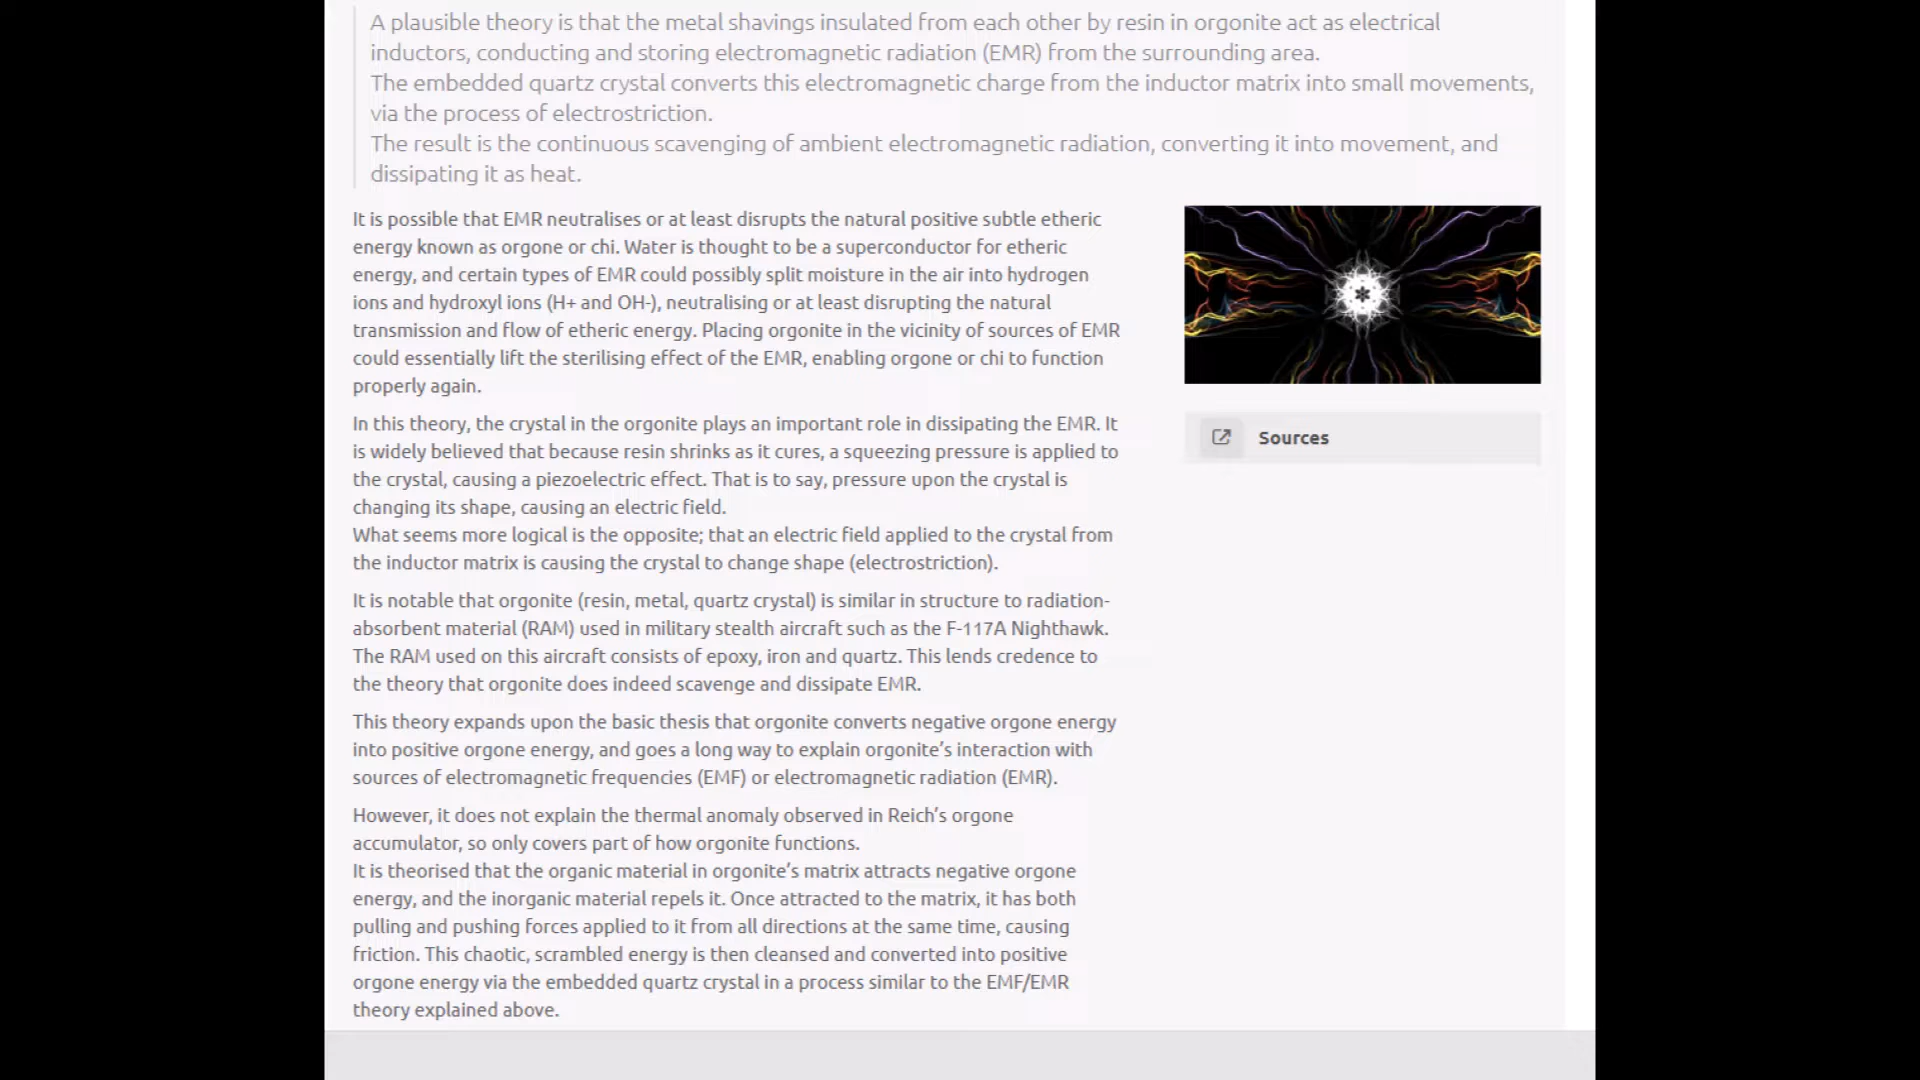 A plausible theory is that the metal shavings insulated from each other by resin in orgonite act as electrical
inductors, conducting and storing electromagnetic radiation (EMR) from the surrounding area.
The embedded quartz crystal converts this electromagnetic charge from the inductor matrix into small movements,
via the process of electrostriction.
The result is the continuous scavenging of ambient electromagnetic radiation, converting it into movement, and
dissipating it as heat.
It is possible that EMR neutralises or at least disrupts the natural positive subtle etheric
energy known as orgone or chi. Water is thought to be a superconductor for etheric
energy, and certain types of EMR could possibly split moisture in the air into hydrogen
ions and hydroxyl ions (H+ and OH-), neutralising or at least disrupting the natural
transmission and flow of etheric energy. Placing orgonite in the vicinity of sources of EMR
could essentially lift the sterilising effect of the EMR, enabling orgone or chi to function
properly again.
In this theory, the crystal in the orgonite plays an important role in dissipating the EMR. It
is widely believed that because resin shrinks as it cures, a squeezing pressure is applied to
the crystal, causing a piezoelectric effect. That is to say, pressure upon the crystal is
changing its shape, causing an electric field.
What seems more logical is the opposite; that an electric field applied to the crystal from
the inductor matrix is causing the crystal to change shape (electrostriction).
It is notable that orgonite (resin, metal, quartz crystal) is similar in structure to radiation-
absorbent material (RAM) used in military stealth aircraft such as the F-117A Nighthawk.
The RAM used on this aircraft consists of epoxy, iron and quartz. This lends credence to
the theory that orgonite does indeed scavenge and dissipate EMR.
This theory expands upon the basic thesis that orgonite converts negative orgone energy
into positive orgone energy, and goes a long way to explain orgonite's interaction with
sources of electromagnetic frequencies (EMF) or electromagnetic radiation (EMR).
However, it does not explain the thermal anomaly observed in Reich's orgone
accumulator, so only covers part of how orgonite functions.
It is theorised that the organic material in orgonite's matrix attracts negative orgone
energy, and the inorganic material repels it. Once attracted to the matrix, it has both
pulling and pushing forces applied to it from all directions at the same time, causing
friction. This chaotic, scrambled energy is then cleansed and converted into positive
orgone energy via the embedded quartz crystal in a process similar to the EMF/EMR
theory explained above.
Sources